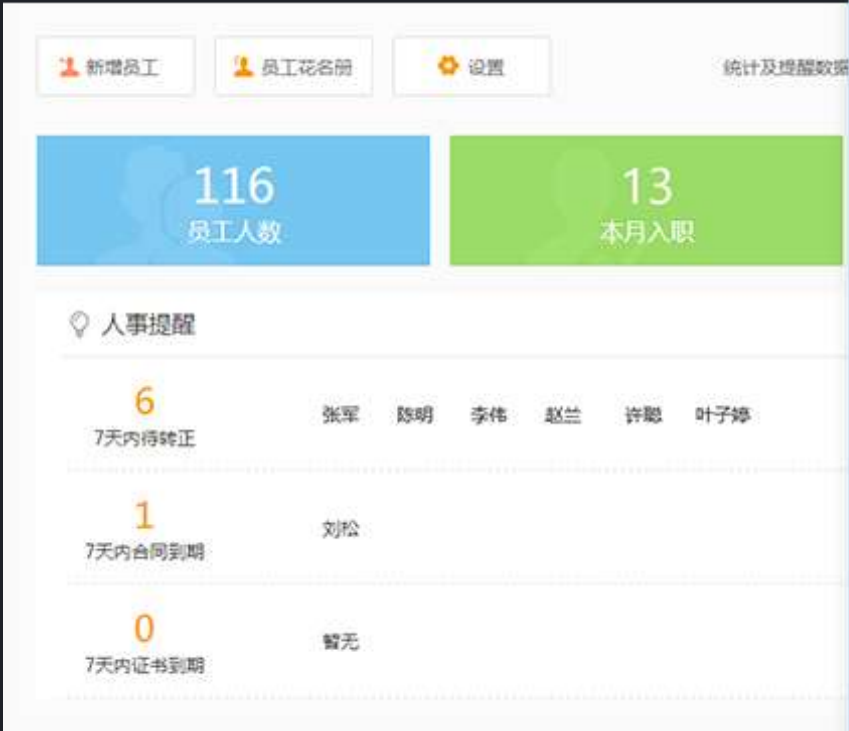 新增员工 员工花名册 设置 统计及提醒数据
116 13
员工人数 本月入职
人事提醒
6
7天内待转正 张军 陈明 李伟 赵兰 许聪 叶子婷
1
7天内合同到期 刘松
0
7天内证书到期 暂无